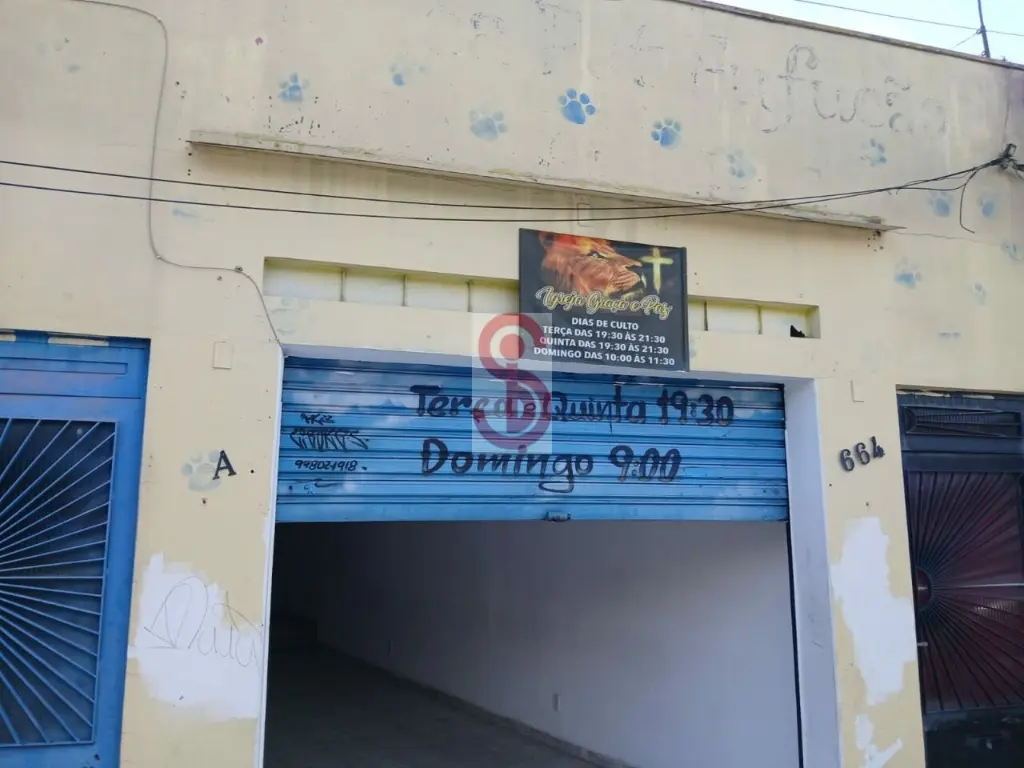 Igreja Graça e Paz
DIAS DE CULTO
TERÇA DAS 19:30 ÀS 21:30
QUINTA DAS 19:30 ÀS 21:30
DOMINGO DAS 10:00 ÀS 11:30
Terça e Quinta 19:30
Domingo 9:00
998021918
A
664